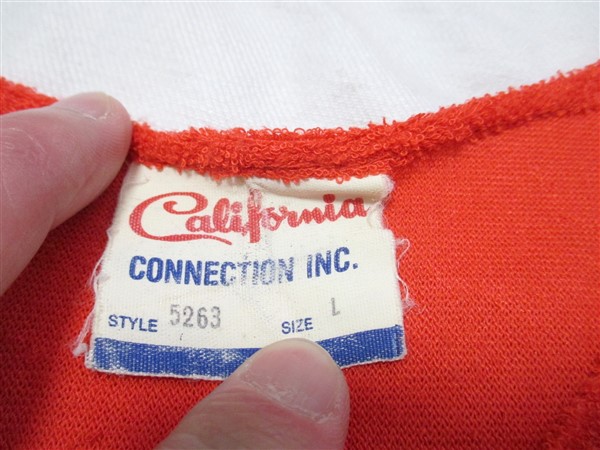 California
CONNECTION INC.
STYLE 5263 SIZE L